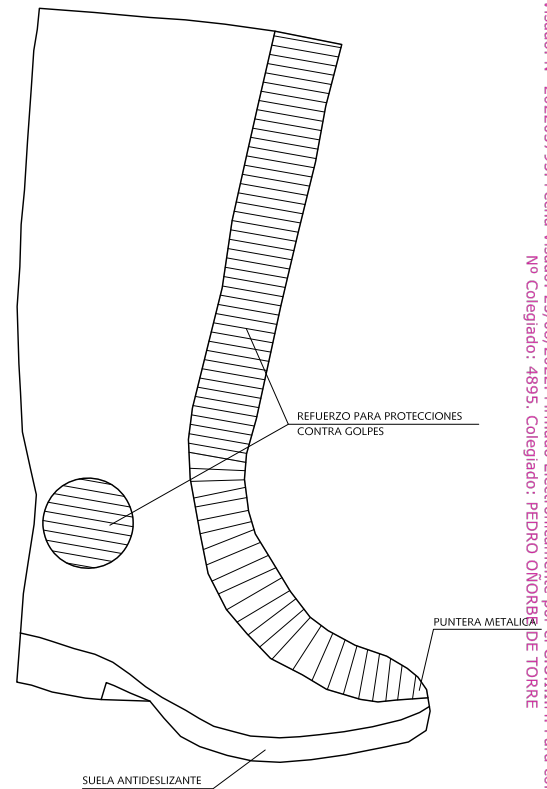 REFUERZO PARA PROTECCIONES
CONTRA GOLPES
PUNTERA METALICA
SUELA ANTIDESLIZANTE
Nº Colegiado: 4895. Colegiado: PEDRO OÑORBE DE TORRE